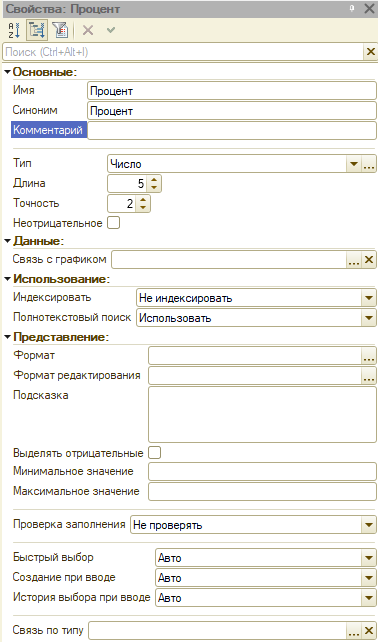 Свойства: Процент
Поиск (Ctrl+Alt+I)
Основные:
Имя Процент
Синоним Процент
Комментарий
Тип Число ...
Длина 5
Точность 2
Неотрицательное
Данные:
Связь с графиком ...
Использование:
Индексировать Не индексировать
Полнотекстовый поиск Использовать
Представление:
Формат ...
Формат редактирования ...
Подсказка
Выделять отрицательные
Минимальное значение
Максимальное значение
Проверка заполнения Не проверять
Быстрый выбор Авто
Создание при вводе Авто
История выбора при вводе Авто
Связь по типу ...